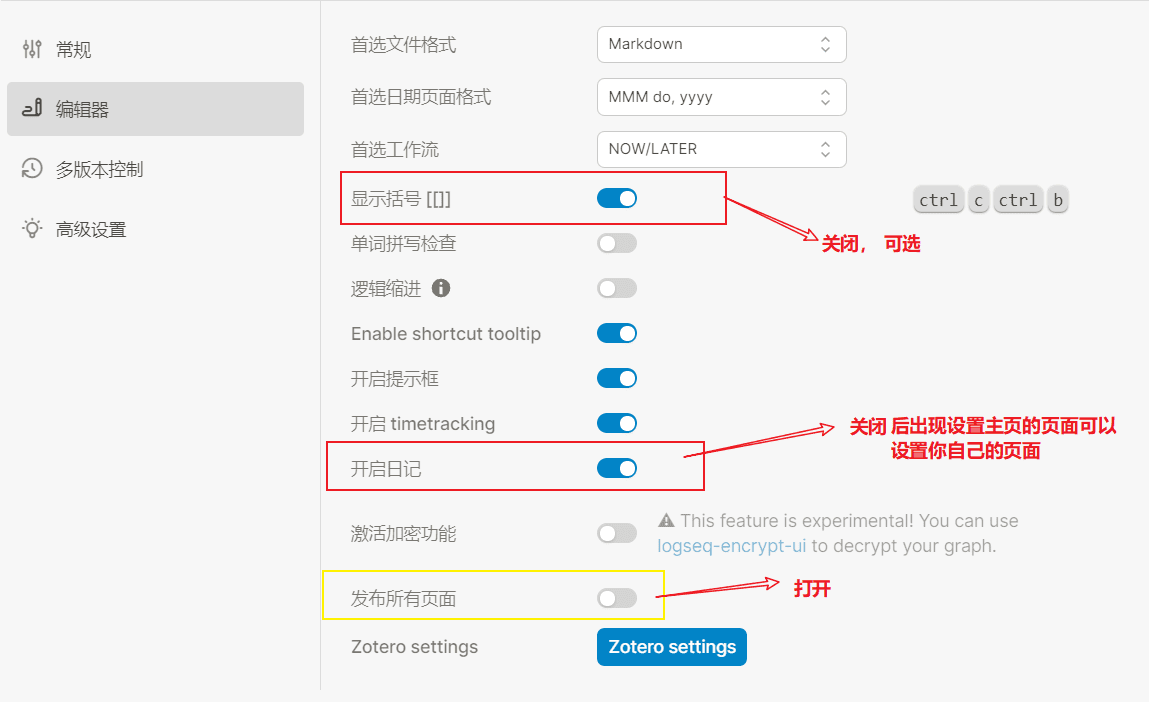 常规
编辑器
多版本控制
高级设置
首选文件格式
Markdown
首选日期页面格式
MMM do, yyyy
首选工作流
NOW/LATER
显示括号 [[]]
ctrl c ctrl b
关闭， 可选
单词拼写检查
逻辑缩进
Enable shortcut tooltip
开启提示框
开启 timetracking
关闭 后出现设置主页的页面可以
设置你自己的页面
开启日记
激活加密功能
This feature is experimental! You can use
logseq-encrypt-ui to decrypt your graph.
发布所有页面
打开
Zotero settings
Zotero settings